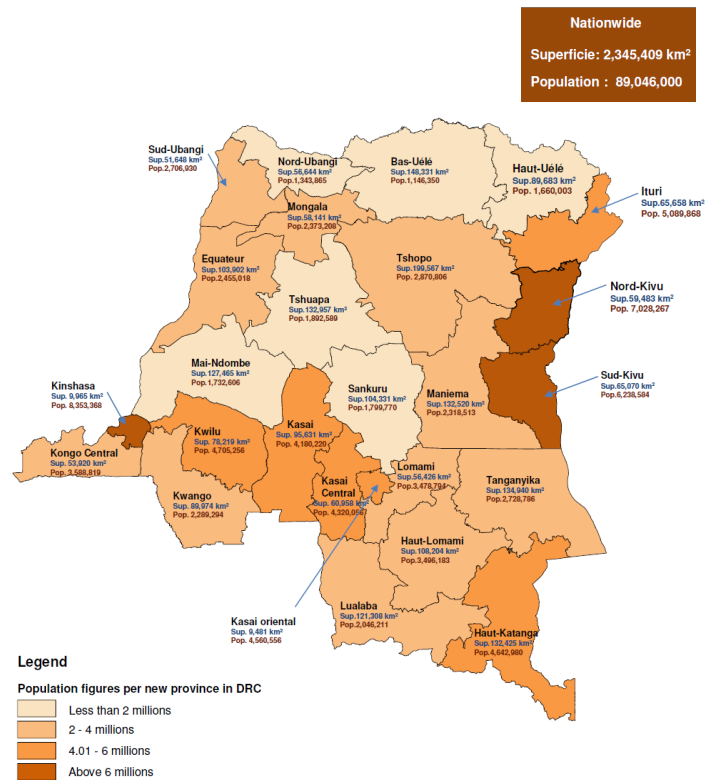 Nationwide
Superficie: 2,345,409 km²
Population : 89,046,000
Sud-Ubangi
Sup.51,648 km²
Pop.2,706,930
Nord-Ubangi
Sup.56,644 km²
Pop.1,343,865
Bas-Uélé
Sup.148,331 km²
Pop.1,146,350
Haut-Uélé
Sup.89,683 km²
Pop. 1,660,003
Ituri
Sup.65,658 km²
Pop. 5,089,868
Mongala
Sup.58,141 km²
Pop.2,373,208
Equateur
Sup.103,902 km²
Pop.2,455,018
Tshopo
Sup.199,567 km²
Pop. 2,870,806
Tshuapa
Sup.132,957 km²
Pop.1,892,589
Nord-Kivu
Sup.59,483 km²
Pop. 7,028,267
Mai-Ndombe
Sup.127,465 km²
Pop.1,732,606
Kinshasa
Sup. 9,965 km²
Pop. 8,353,368
Sankuru
Sup.104,331 km²
Pop.1,799,770
Maniema
Sup.132,520 km²
Pop.2,318,513
Sud-Kivu
Sup.65,070 km²
Pop.6,238,584
Kongo Central
Sup. 53,920 km²
Pop. 3,588,819
Kwilu
Sup. 78,219 km²
Pop. 4,705,256
Kasai
Sup. 95,631 km²
Pop. 4,180,220
Kwango
Sup. 89,974 km²
Pop. 2,289,294
Kasai
Central
Sup. 60,958 km²
Pop. 4,320,056
Lomami
Sup.56,426 km²
Pop.3,478,794
Tanganyika
Sup.134,940 km²
Pop.2,728,786
Haut-Lomami
Sup.108,204 km²
Pop.3,496,183
Kasai oriental
Sup. 9,481 km²
Pop. 4,560,556
Lualaba
Sup.121,308 km²
Pop.2,046,211
Haut-Katanga
Sup.132,425 km²
Pop.4,642,980
Legend
Population figures per new province in DRC
Less than 2 millions
2 - 4 millions
4.01 - 6 millions
Above 6 millions